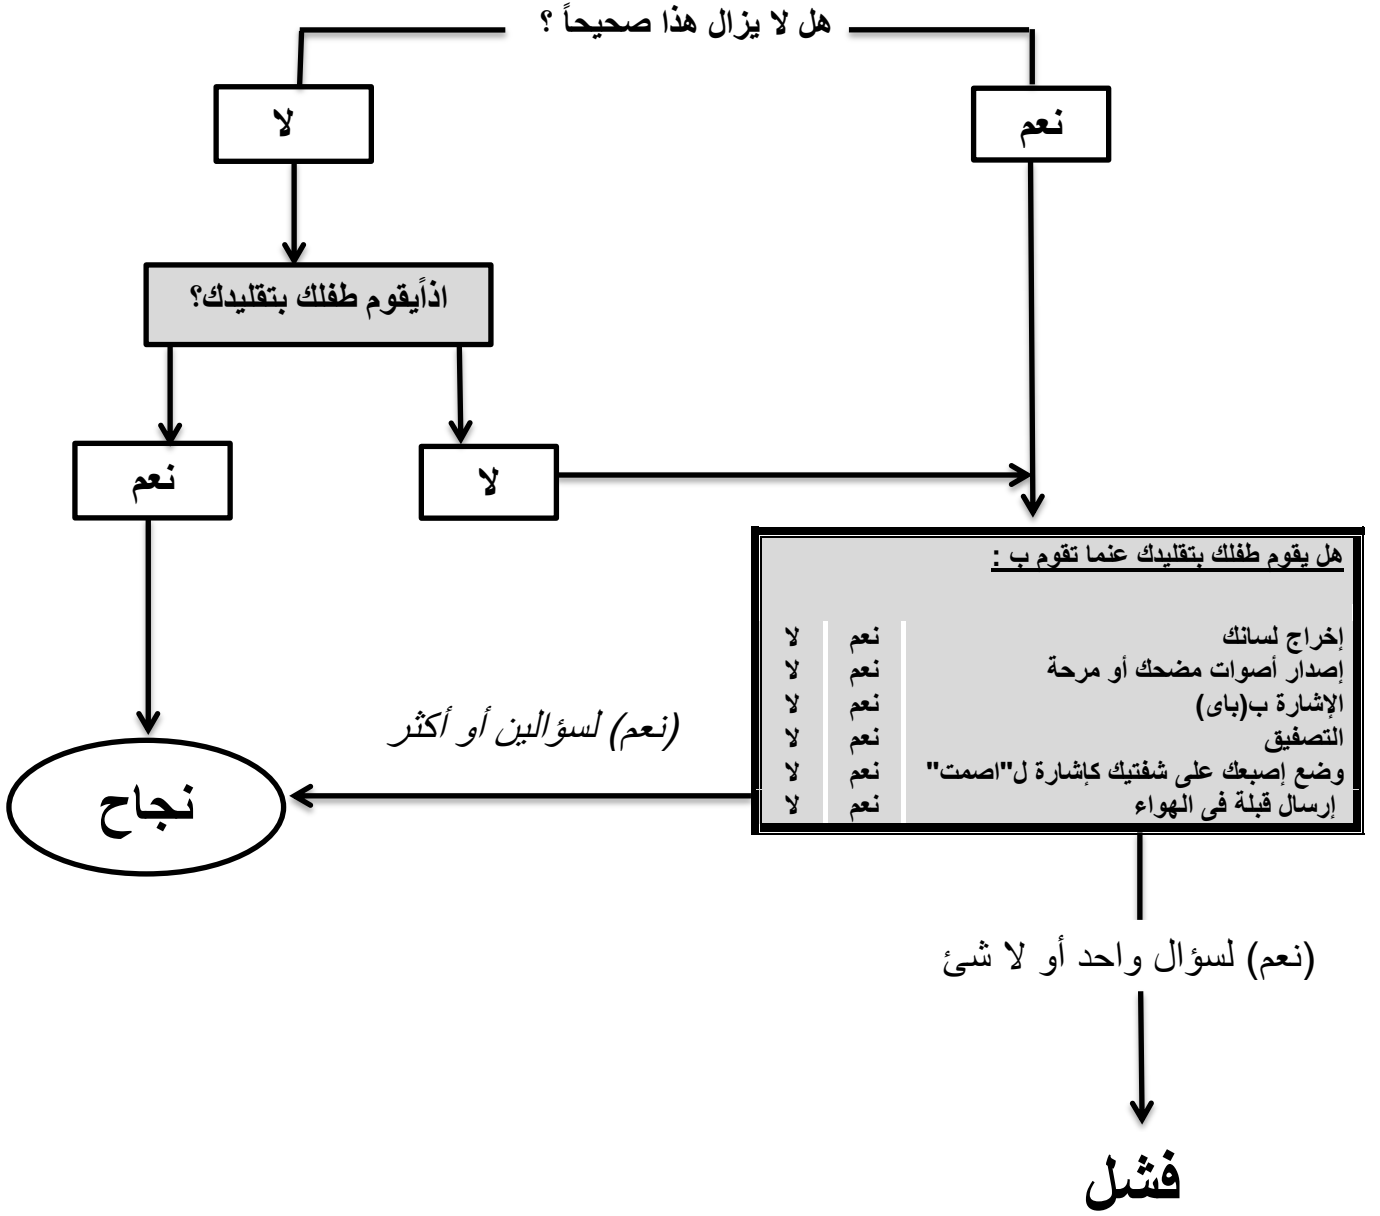 هل لا يزال هذا صحيحاً ؟
نعم
لا
اذاًيقوم طفلك بتقليدك؟
لا
نعم
هل يقوم طفلك بتقليدك عنما تقوم ب :
إخراج لسانك نعم لا
إصدار أصوات مضحك أو مرحة نعم لا
الإشارة ب(باى) نعم لا
التصفيق نعم لا
وضع إصبعك على شفتيك كإشارة ل"اصمت" نعم لا
إرسال قبلة فى الهواء نعم لا
(نعم) لسؤالين أو أكثر
نجاح
(نعم) لسؤال واحد أو لا شئ
فشل